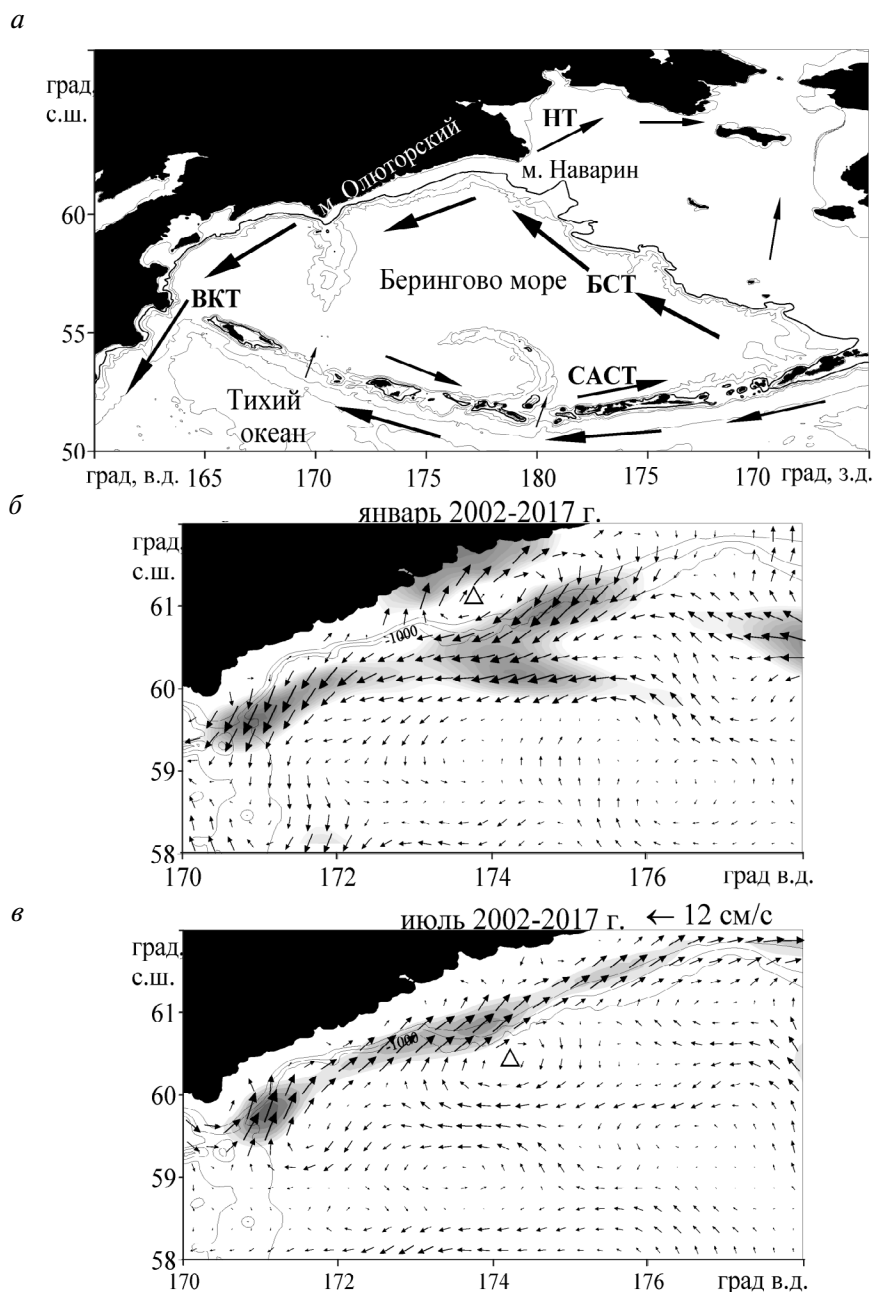 а
град,
с.ш.
НТ
м. Олюторский
м. Наварин
60
Берингово море
БСТ
ВКТ
55
САСТ
Тихий
океан
50
град, в.д. 165 170 175 180 175 170 град, з.д.
б
январь 2002-2017 г.
град,
с.ш.
61
-1000
60
59
58
170 172 174 176 град в.д.
в
июль 2002-2017 г. ← 12 см/с
град,
с.ш.
61
-1000
60
59
58
170 172 174 176 град в.д.